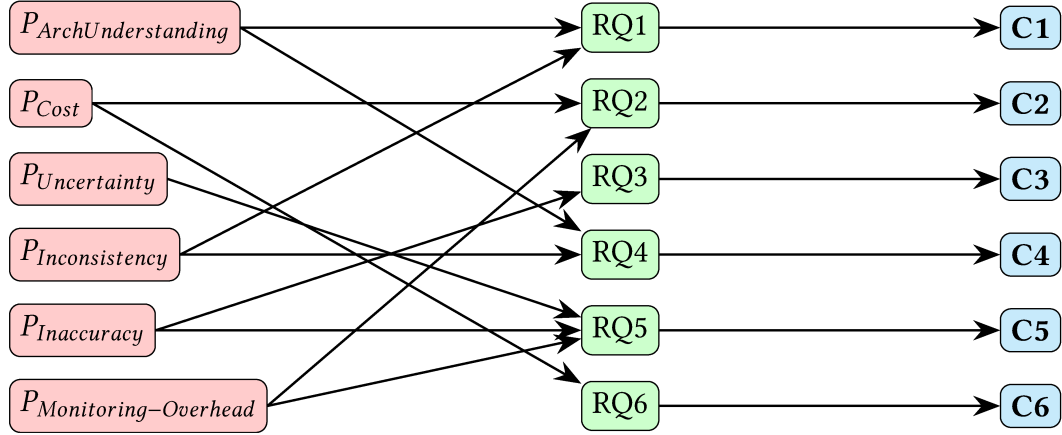 P_ArchUnderstanding RQ1 C1
P_Cost RQ2 C2
P_Uncertainty RQ3 C3
P_Inconsistency RQ4 C4
P_Inaccuracy RQ5 C5
P_Monitoring−Overhead RQ6 C6